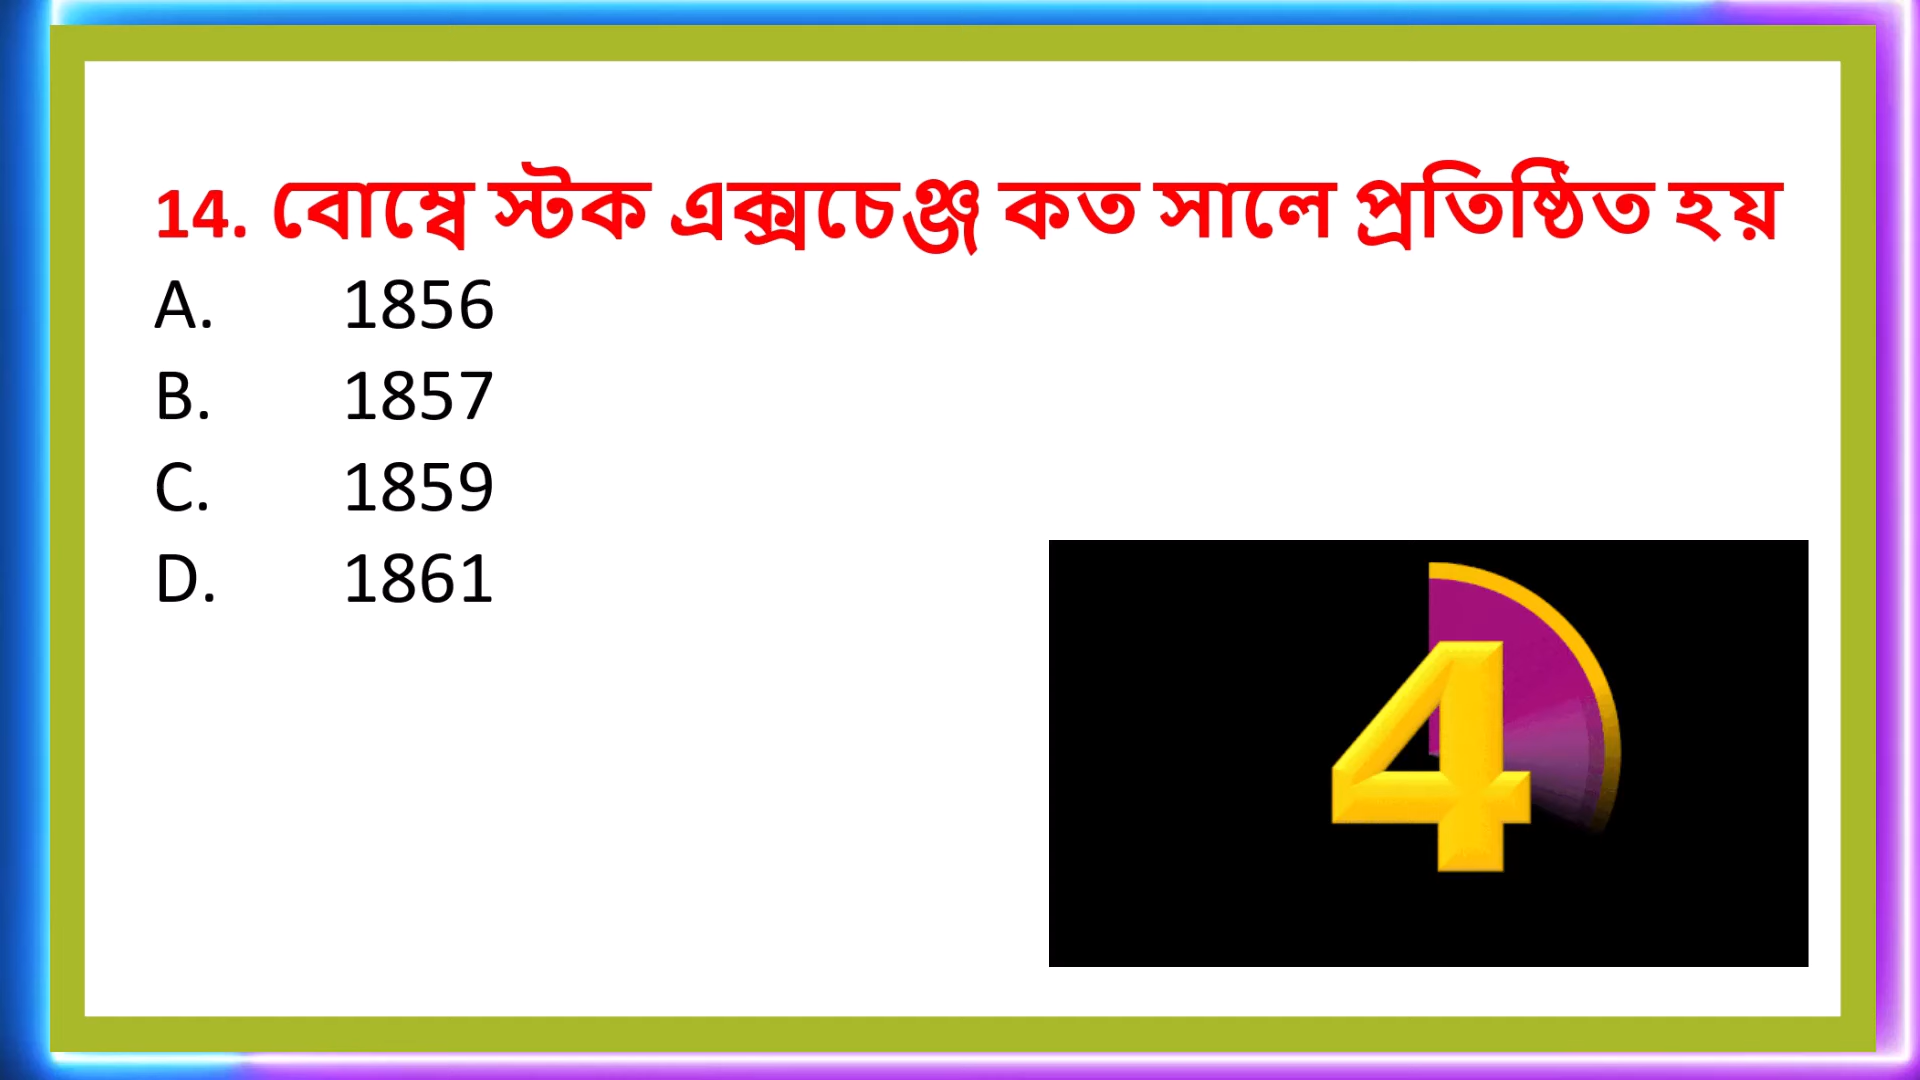 14. বোম্বে স্টক এক্সচেঞ্জ কত সালে প্রতিষ্ঠিত হয়
A. 1856
B. 1857
C. 1859
D. 1861
4